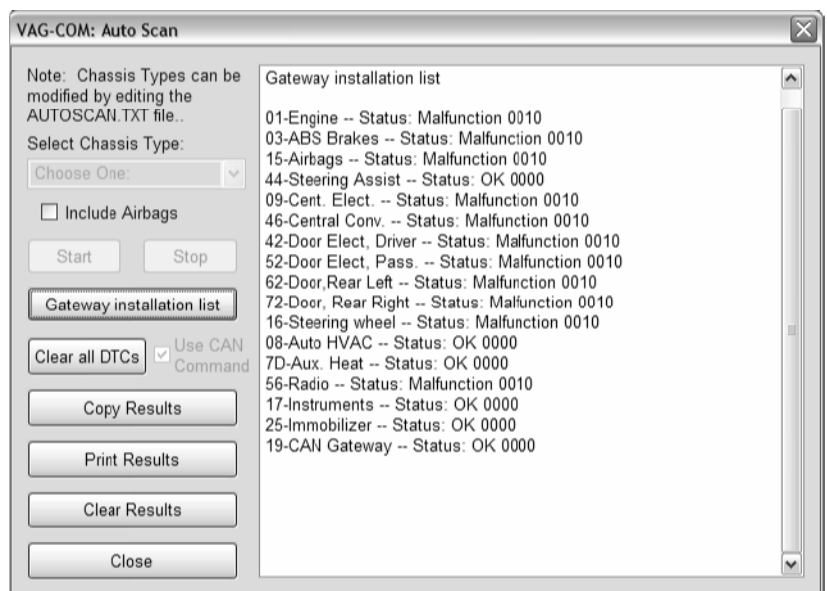 VAG-COM: Auto Scan
Note: Chassis Types can be
modified by editing the
AUTOSCAN.TXT file..
Select Chassis Type:
Choose One:
Include Airbags
Start
Stop
Gateway installation list
Clear all DTCs
Use CAN
Command
Copy Results
Print Results
Clear Results
Close
Gateway installation list
01-Engine -- Status: Malfunction 0010
03-ABS Brakes -- Status: Malfunction 0010
15-Airbags -- Status: Malfunction 0010
44-Steering Assist -- Status: OK 0000
09-Cent. Elect. -- Status: Malfunction 0010
46-Central Conv. -- Status: Malfunction 0010
42-Door Elect, Driver -- Status: Malfunction 0010
52-Door Elect, Pass. -- Status: Malfunction 0010
62-Door,Rear Left -- Status: Malfunction 0010
72-Door, Rear Right -- Status: Malfunction 0010
16-Steering wheel -- Status: Malfunction 0010
08-Auto HVAC -- Status: OK 0000
7D-Aux. Heat -- Status: OK 0000
56-Radio -- Status: Malfunction 0010
17-Instruments -- Status: OK 0000
25-Immobilizer -- Status: OK 0000
19-CAN Gateway -- Status: OK 0000